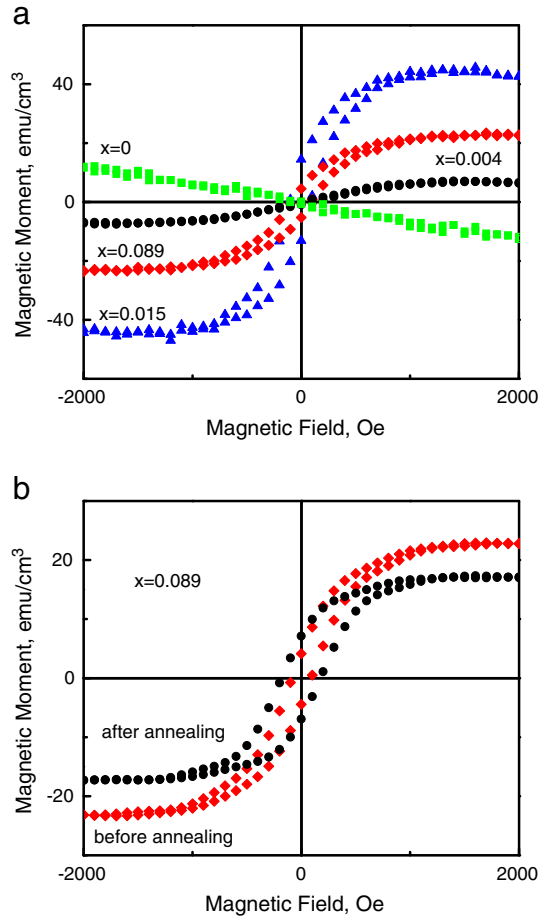 a
Magnetic Moment, emu/cm³
40
0
-40
x=0
x=0.004
x=0.089
x=0.015
-2000 0 2000
Magnetic Field, Oe
b
Magnetic Moment, emu/cm³
20
0
-20
x=0.089
after annealing
before annealing
-2000 0 2000
Magnetic Field, Oe